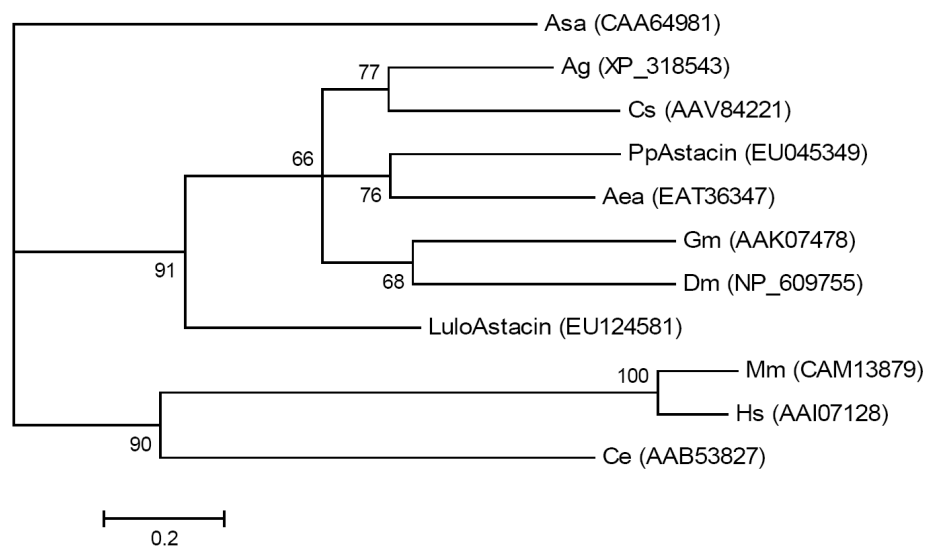 Asa (CAA64981)
77
Ag (XP_318543)
Cs (AAV84221)
66
PpAstacin (EU045349)
76
Aea (EAT36347)
Gm (AAK07478)
91
68
Dm (NP_609755)
LuloAstacin (EU124581)
100
Mm (CAM13879)
Hs (AAI07128)
90
Ce (AAB53827)
0.2